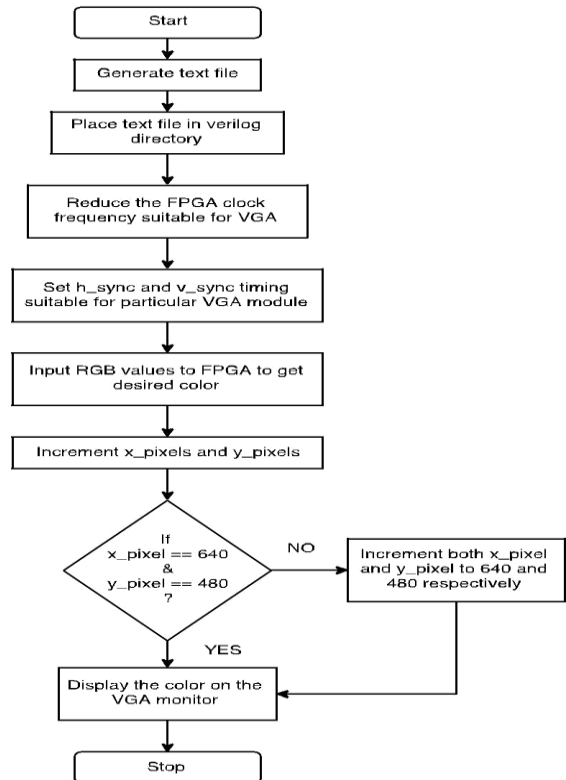 Start
Generate text file
Place text file in verilog
directory
Reduce the FPGA clock
frequency suitable for VGA
Set h_sync and v_sync timing
suitable for particular VGA module
Input RGB values to FPGA to get
desired color
Increment x_pixels and y_pixels
If
x_pixel == 640
&
y_pixel == 480
?
NO
Increment both x_pixel
and y_pixel to 640 and
480 respectively
YES
Display the color on the
VGA monitor
Stop